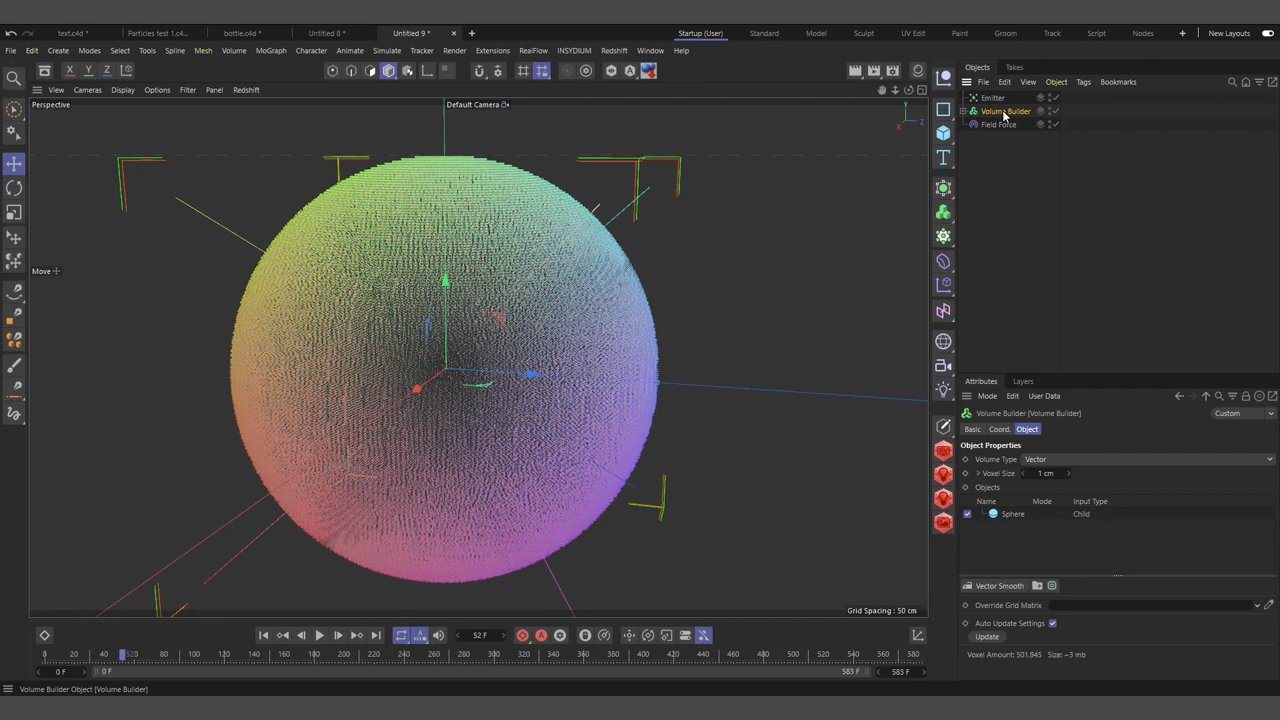 text.c4d *
Particles test 1.c4...
bottle.c4d *
Untitled 8 *
Untitled 9 *
Startup (User)
Standard
Model
Sculpt
UV Edit
Paint
Groom
Track
Script
Nodes
New Layouts
File Edit Create Modes Select Tools Spline Mesh Volume MoGraph Character Animate Simulate Tracker Render Extensions RealFlow INSYDIUM Redshift Window Help
X Y Z
Objects Takes
File Edit View Object Tags Bookmarks
View Cameras Display Options Filter Panel Redshift
Perspective
Default Camera
Y
Z
X
Emitter
Volume Builder
Field Force
Move
Attributes Layers
Mode Edit User Data
Volume Builder [Volume Builder]
Custom
Basic Coord. Object
Object Properties
Volume Type Vector
Voxel Size 1 cm
Objects
Name Mode Input Type
Sphere Child
Vector Smooth
Override Grid Matrix
Auto Update Settings
Update
Voxel Amount: 501.945 Size: ~3 mb
Grid Spacing : 50 cm
52 F
0 20 40 520 80 100 120 140 160 180 200 220 240 260 280 300 320 340 360 380 400 420 440 460 480 500 520 540 560 580
0 F
0 F
583 F
583 F
Volume Builder Object [Volume Builder]